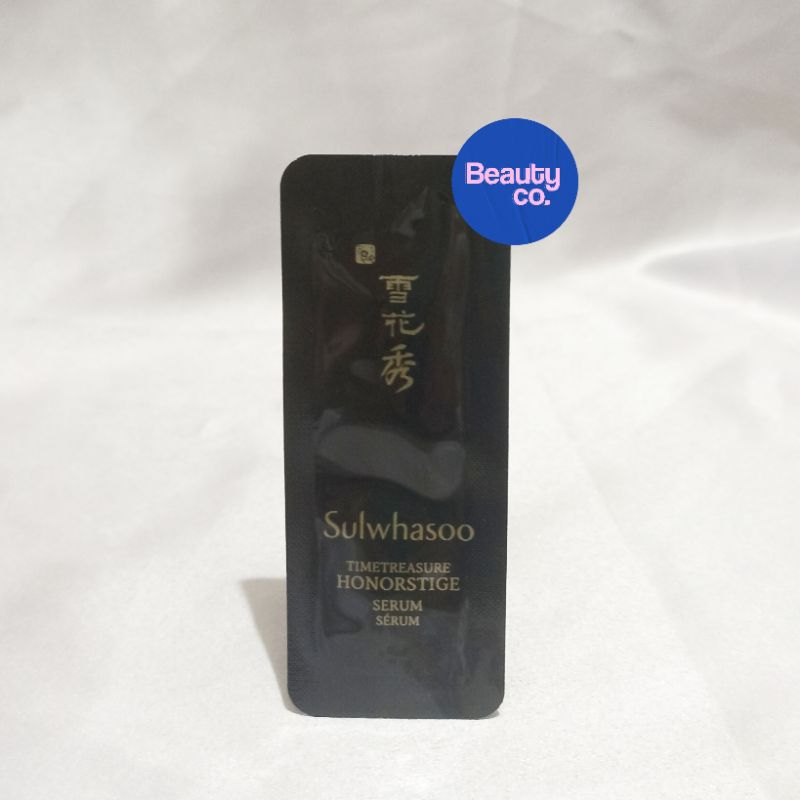 Beauty
co.
雪
花
秀
Sulwhasoo
TIMETREASURE
HONORSTIGE
SERUM
SÉRUM